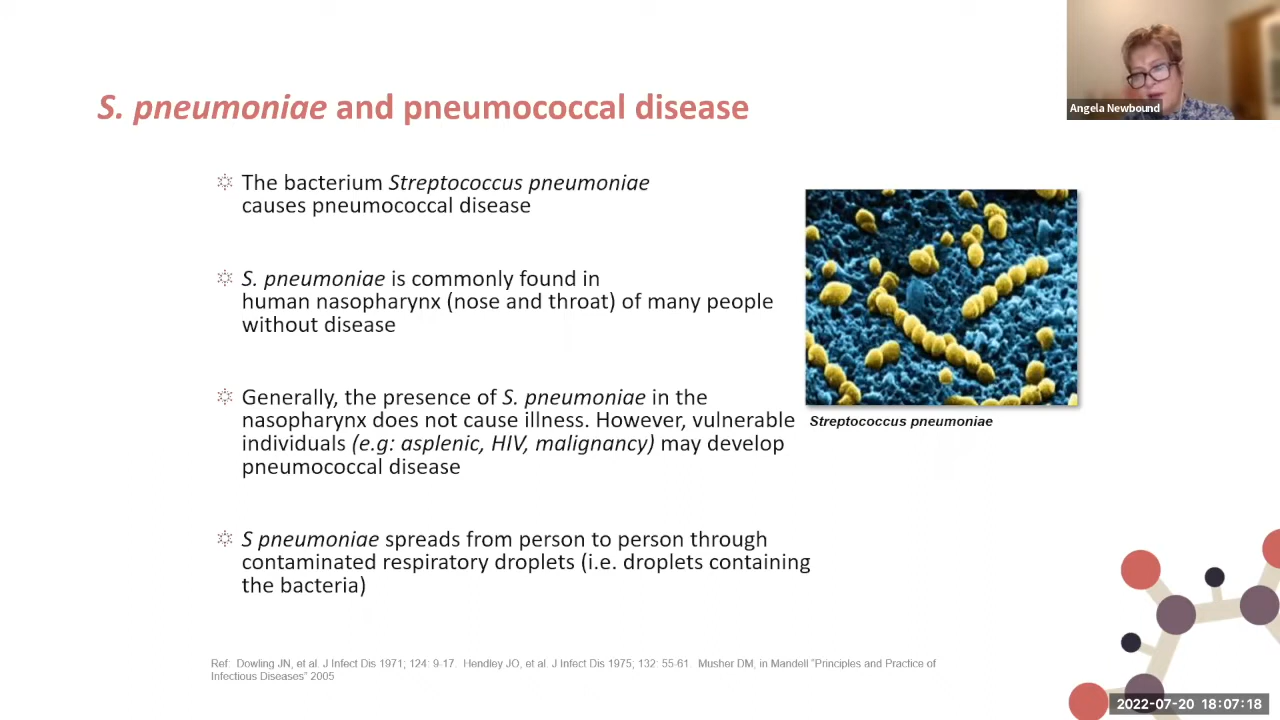 Angela Newbound
S. pneumoniae and pneumococcal disease
The bacterium Streptococcus pneumoniae
causes pneumococcal disease
S. pneumoniae is commonly found in
human nasopharynx (nose and throat) of many people
without disease
Generally, the presence of S. pneumoniae in the
nasopharynx does not cause illness. However, vulnerable
individuals (e.g: asplenic, HIV, malignancy) may develop
pneumococcal disease
Streptococcus pneumoniae
S pneumoniae spreads from person to person through
contaminated respiratory droplets (i.e. droplets containing
the bacteria)
Ref: Dowling JN, et al. J Infect Dis 1971; 124: 9-17. Hendley JO, et al. J Infect Dis 1975; 132: 55-61. Musher DM, in Mandell "Principles and Practice of
Infectious Diseases" 2005
2022-07-20 18:07:18